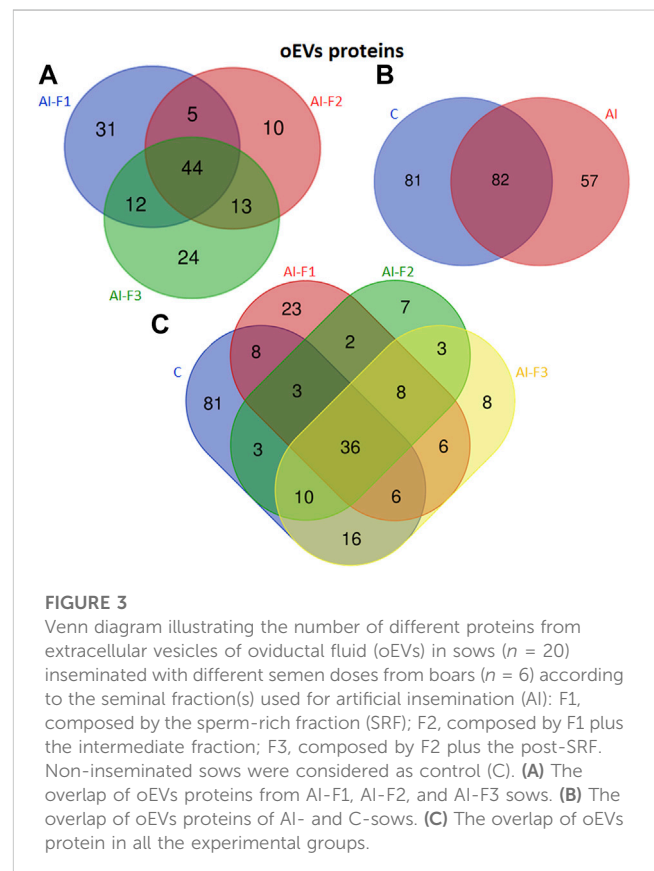 oEVs proteins
A
AI-F1
AI-F2
31
5
10
44
12
13
24
AI-F3
B
C
AI
81
82
57
C
AI-F1
AI-F2
AI-F3
C
23
7
8
2
3
81
3
8
8
3
36
6
10
6
16
FIGURE 3
Venn diagram illustrating the number of different proteins from
extracellular vesicles of oviductal fluid (oEVs) in sows (n = 20)
inseminated with different semen doses from boars (n = 6) according
to the seminal fraction(s) used for artificial insemination (AI): F1,
composed by the sperm-rich fraction (SRF); F2, composed by F1 plus
the intermediate fraction; F3, composed by F2 plus the post-SRF.
Non-inseminated sows were considered as control (C). (A) The
overlap of oEVs proteins from AI-F1, AI-F2, and AI-F3 sows. (B) The
overlap of oEVs proteins of AI- and C-sows. (C) The overlap of oEVs
protein in all the experimental groups.